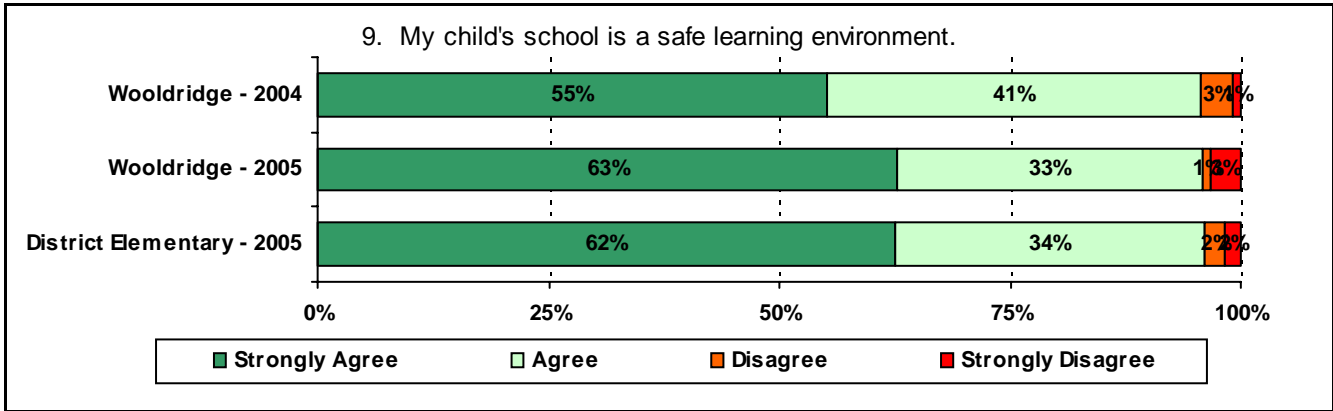 9. My child's school is a safe learning environment.
Wooldridge - 2004 55% 41% 3% 1%
Wooldridge - 2005 63% 33% 1% 3%
District Elementary - 2005 62% 34% 2% 2%
0% 25% 50% 75% 100%
Strongly Agree Agree Disagree Strongly Disagree